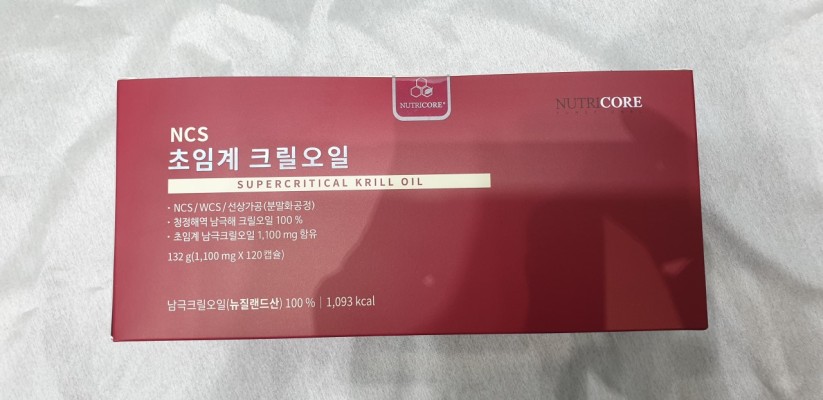 NUTRICORE®
NUTRICORE
NCS
초임계 크릴오일
SUPERCRITICAL KRILL OIL
· NCS/WCS/선상가공(분말화공정)
· 청정해역 남극해 크릴오일 100 %
· 초임계 남극크릴오일 1,100 mg 함유
132 g(1,100 mg X 120 캡슐)
남극크릴오일(뉴질랜드산) 100 % | 1,093 kcal